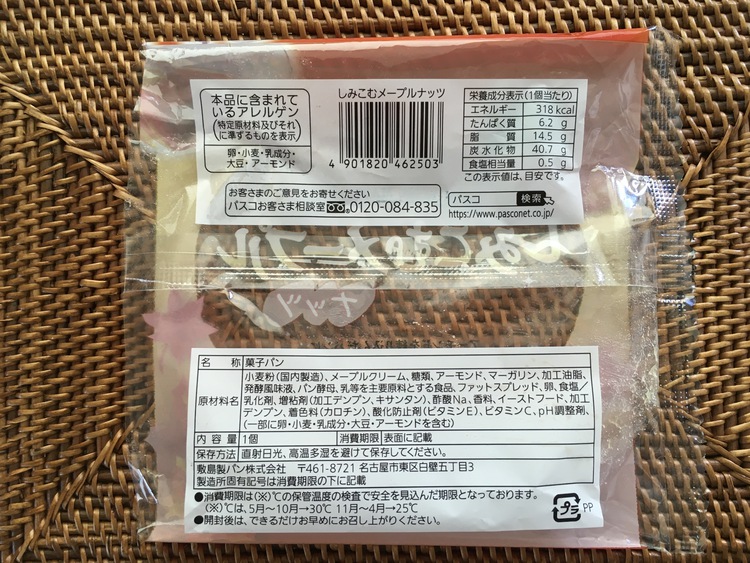 本品に含まれて
いるアレルゲン
(特定原材料及びそれ
に準ずるものを表示)
卵・小麦・乳成分・
大豆・アーモンド
しみこむメープルナッツ
4 901820 462503
栄養成分表示(1個当たり)
エネルギー 318kcal
たんぱく質 6.2 g
脂質 14.5 g
炭水化物 40.7 g
食塩相当量 0.5 g
この表示値は、目安です。
お客さまのご意見をお寄せください
パスコお客さま相談室 0120-084-835
パスコ 検索
https://www.pasconet.co.jp/
しみこむメープル
ナッツ
名称 菓子パン
原材料名 小麦粉(国内製造)、メープルクリーム、糖類、アーモンド、マーガリン、加工油脂、
発酵風味液、パン酵母、乳等を主要原料とする食品、ファットスプレッド、卵、食塩/
乳化剤、増粘剤(加工デンプン、キサンタン)、酢酸Na、香料、イーストフード、加工
デンプン、着色料(カロチン)、酸化防止剤(ビタミンE)、ビタミンC、pH調整剤、
(一部に卵・小麦・乳成分・大豆・アーモンドを含む)
内容量 1個 消費期限 表面に記載
保存方法 直射日光、高温多湿を避けて保存してください。
敷島製パン株式会社 〒461-8721 名古屋市東区白壁五丁目3
製造所固有記号は消費期限の下に記載
●消費期限は(※)℃の保管温度の検査で安全を見込んだ期限となっております。
(※)℃は、5月~10月→30℃ 11月~4月→25℃
●開封後は、できるだけお早めにお召し上がりください。
プラ PP